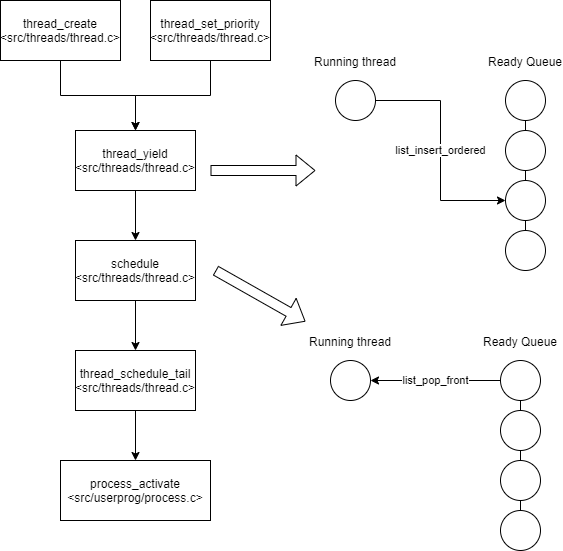 thread_create
<src/threads/thread.c>
thread_set_priority
<src/threads/thread.c>
Running thread
Ready Queue
list_insert_ordered
thread_yield
<src/threads/thread.c>
schedule
<src/threads/thread.c>
Running thread
Ready Queue
list_pop_front
thread_schedule_tail
<src/threads/thread.c>
process_activate
<src/userprog/process.c>